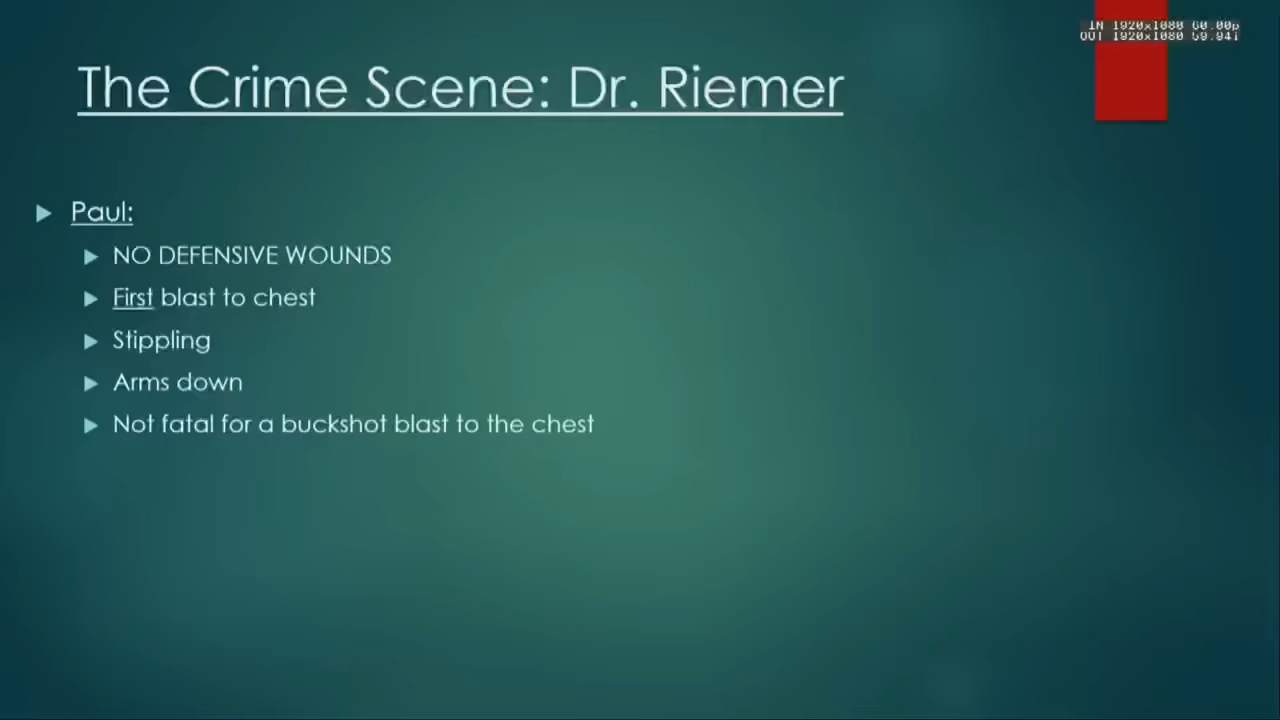 IN 1920x1080 60.00p
OUT 1920x1080 59.94i
The Crime Scene: Dr. Riemer
Paul:
NO DEFENSIVE WOUNDS
First blast to chest
Stippling
Arms down
Not fatal for a buckshot blast to the chest